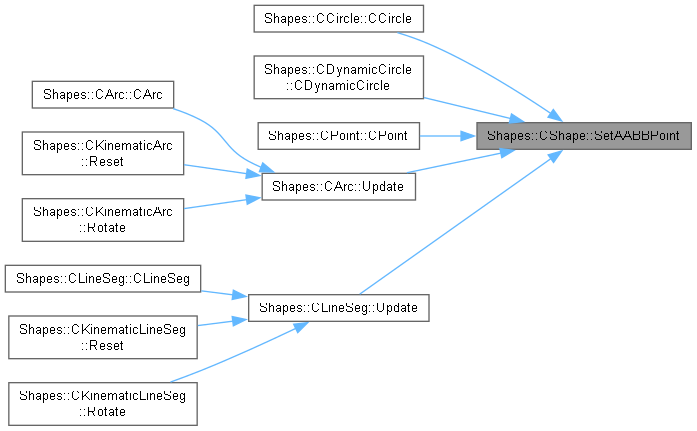 Shapes::CCircle::CCircle
Shapes::CDynamicCircle
::CDynamicCircle
Shapes::CArc::CArc
Shapes::CPoint::CPoint
Shapes::CShape::SetAABBPoint
Shapes::CKinematicArc
::Reset
Shapes::CArc::Update
Shapes::CKinematicArc
::Rotate
Shapes::CLineSeg::CLineSeg
Shapes::CLineSeg::Update
Shapes::CKinematicLineSeg
::Reset
Shapes::CKinematicLineSeg
::Rotate